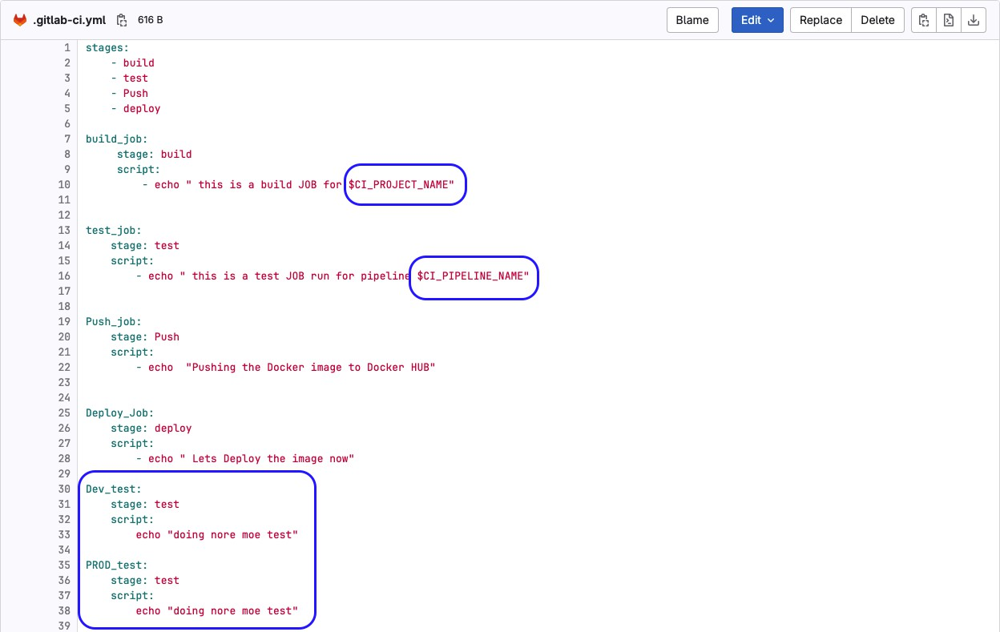 .gitlab-ci.yml 616 B Blame Edit Replace Delete
1 stages:
2     - build
3     - test
4     - Push
5     - deploy
6
7 build_job:
8      stage: build
9      script:
10          - echo " this is a build JOB for $CI_PROJECT_NAME"
11
12
13 test_job:
14     stage: test
15     script:
16         - echo " this is a test JOB run for pipeline $CI_PIPELINE_NAME"
17
18
19 Push_job:
20     stage: Push
21     script:
22         - echo  "Pushing the Docker image to Docker HUB"
23
24
25 Deploy_Job:
26     stage: deploy
27     script:
28         - echo " Lets Deploy the image now"
29
30 Dev_test:
31     stage: test
32     script:
33         echo "doing nore moe test"
34
35 PROD_test:
36     stage: test
37     script:
38         echo "doing nore moe test"
39